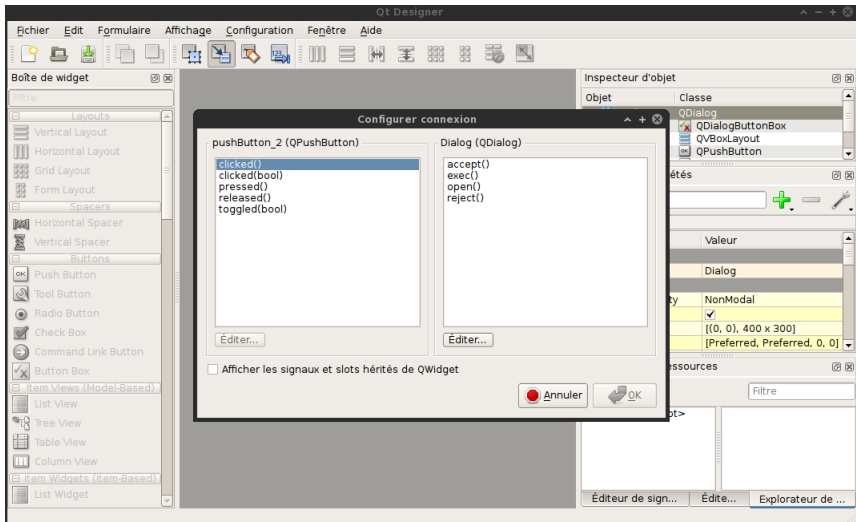 Qt Designer
Fichier Edit Formulaire Affichage Configuration Fenêtre Aide
Boîte de widget
Filtre
Layouts
Vertical Layout
Horizontal Layout
Grid Layout
Form Layout
Spacers
Horizontal Spacer
Vertical Spacer
Buttons
Push Button
Tool Button
Radio Button
Check Box
Command Link Button
Button Box
Item Views (Model-Based)
List View
Tree View
Table View
Column View
Item Widgets (Item-Based)
List Widget
Configurer connexion
pushButton_2 (QPushButton)
clicked()
clicked(bool)
pressed()
released()
toggled(bool)
Éditer...
Dialog (QDialog)
accept()
exec()
open()
reject()
Éditer...
Afficher les signaux et slots hérités de QWidget
Annuler
OK
Inspecteur d'objet
Objet Classe
QDialog
QDialogButtonBox
QVBoxLayout
QPushButton
étés
Valeur
Dialog
ty NonModal
[(0, 0), 400 x 300]
[Preferred, Preferred, 0, 0]
essources
Filtre
ot>
Éditeur de sign... Édite... Explorateur de ...